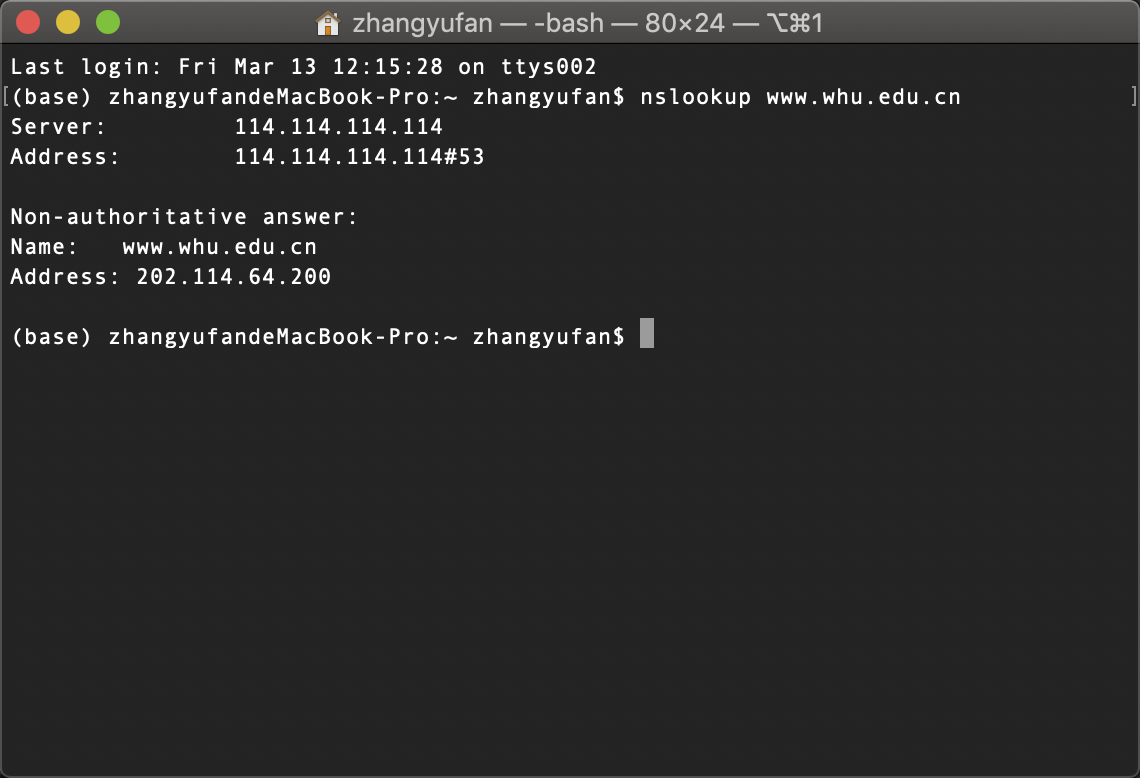 zhangyufan — -bash — 80×24 — ⌥⌘1
Last login: Fri Mar 13 12:15:28 on ttys002
[(base) zhangyufandeMacBook-Pro:~ zhangyufan$ nslookup www.whu.edu.cn ]
Server:		114.114.114.114
Address:	114.114.114.114#53
Non-authoritative answer:
Name:	www.whu.edu.cn
Address: 202.114.64.200
(base) zhangyufandeMacBook-Pro:~ zhangyufan$